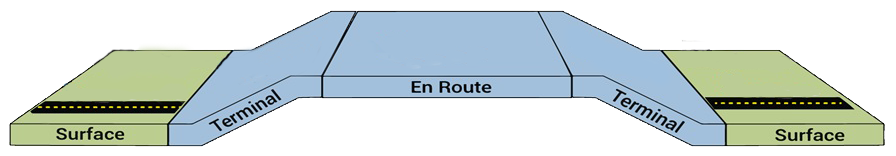 Surface
Terminal
En Route
Terminal
Surface